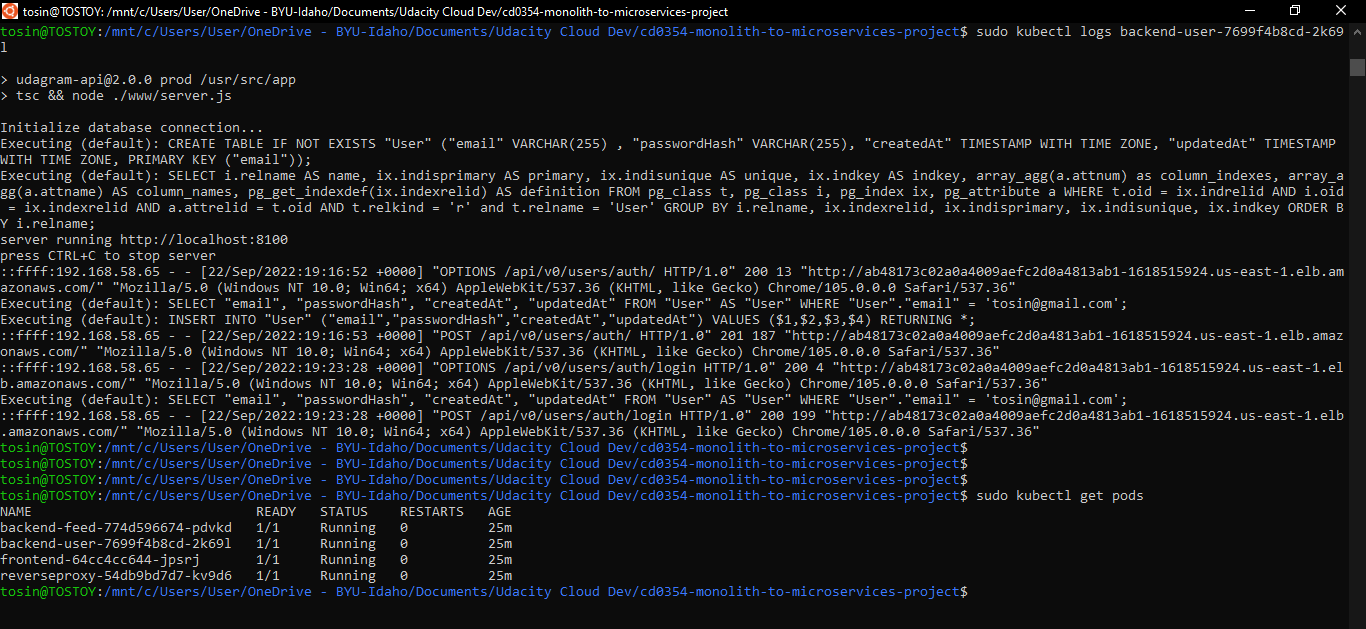 tosin@TOSTOY: /mnt/c/Users/User/OneDrive - BYU-Idaho/Documents/Udacity Cloud Dev/cd0354-monolith-to-microservices-project
tosin@TOSTOY:/mnt/c/Users/User/OneDrive - BYU-Idaho/Documents/Udacity Cloud Dev/cd0354-monolith-to-microservices-project$ sudo kubectl logs backend-user-7699f4b8cd-2k69
l
> udagram-api@2.0.0 prod /usr/src/app
> tsc && node ./www/server.js
Initialize database connection...
Executing (default): CREATE TABLE IF NOT EXISTS "User" ("email" VARCHAR(255) , "passwordHash" VARCHAR(255), "createdAt" TIMESTAMP WITH TIME ZONE, "updatedAt" TIMESTAMP
WITH TIME ZONE, PRIMARY KEY ("email"));
Executing (default): SELECT i.relname AS name, ix.indisprimary AS primary, ix.indisunique AS unique, ix.indkey AS indkey, array_agg(a.attnum) as column_indexes, array_a
gg(a.attname) AS column_names, pg_get_indexdef(ix.indexrelid) AS definition FROM pg_class t, pg_class i, pg_index ix, pg_attribute a WHERE t.oid = ix.indrelid AND i.oid
= ix.indexrelid AND a.attrelid = t.oid AND t.relkind = 'r' and t.relname = 'User' GROUP BY i.relname, ix.indexrelid, ix.indisprimary, ix.indisunique, ix.indkey ORDER B
Y i.relname;
server running http://localhost:8100
press CTRL+C to stop server
::ffff:192.168.58.65 - - [22/Sep/2022:19:16:52 +0000] "OPTIONS /api/v0/users/auth/ HTTP/1.0" 200 13 "http://ab48173c02a0a4009aefc2d0a4813ab1-1618515924.us-east-1.elb.am
azonaws.com/" "Mozilla/5.0 (Windows NT 10.0; Win64; x64) AppleWebKit/537.36 (KHTML, like Gecko) Chrome/105.0.0.0 Safari/537.36"
Executing (default): SELECT "email", "passwordHash", "createdAt", "updatedAt" FROM "User" AS "User" WHERE "User"."email" = 'tosin@gmail.com';
Executing (default): INSERT INTO "User" ("email","passwordHash","createdAt","updatedAt") VALUES ($1,$2,$3,$4) RETURNING *;
::ffff:192.168.58.65 - - [22/Sep/2022:19:16:53 +0000] "POST /api/v0/users/auth/ HTTP/1.0" 201 187 "http://ab48173c02a0a4009aefc2d0a4813ab1-1618515924.us-east-1.elb.amaz
onaws.com/" "Mozilla/5.0 (Windows NT 10.0; Win64; x64) AppleWebKit/537.36 (KHTML, like Gecko) Chrome/105.0.0.0 Safari/537.36"
::ffff:192.168.58.65 - - [22/Sep/2022:19:23:28 +0000] "OPTIONS /api/v0/users/auth/login HTTP/1.0" 200 4 "http://ab48173c02a0a4009aefc2d0a4813ab1-1618515924.us-east-1.el
b.amazonaws.com/" "Mozilla/5.0 (Windows NT 10.0; Win64; x64) AppleWebKit/537.36 (KHTML, like Gecko) Chrome/105.0.0.0 Safari/537.36"
Executing (default): SELECT "email", "passwordHash", "createdAt", "updatedAt" FROM "User" AS "User" WHERE "User"."email" = 'tosin@gmail.com';
::ffff:192.168.58.65 - - [22/Sep/2022:19:23:28 +0000] "POST /api/v0/users/auth/login HTTP/1.0" 200 199 "http://ab48173c02a0a4009aefc2d0a4813ab1-1618515924.us-east-1.elb
.amazonaws.com/" "Mozilla/5.0 (Windows NT 10.0; Win64; x64) AppleWebKit/537.36 (KHTML, like Gecko) Chrome/105.0.0.0 Safari/537.36"
tosin@TOSTOY:/mnt/c/Users/User/OneDrive - BYU-Idaho/Documents/Udacity Cloud Dev/cd0354-monolith-to-microservices-project$
tosin@TOSTOY:/mnt/c/Users/User/OneDrive - BYU-Idaho/Documents/Udacity Cloud Dev/cd0354-monolith-to-microservices-project$
tosin@TOSTOY:/mnt/c/Users/User/OneDrive - BYU-Idaho/Documents/Udacity Cloud Dev/cd0354-monolith-to-microservices-project$
tosin@TOSTOY:/mnt/c/Users/User/OneDrive - BYU-Idaho/Documents/Udacity Cloud Dev/cd0354-monolith-to-microservices-project$ sudo kubectl get pods
NAME READY STATUS RESTARTS AGE
backend-feed-774d596674-pdvkd 1/1 Running 0 25m
backend-user-7699f4b8cd-2k69l 1/1 Running 0 25m
frontend-64cc4cc644-jpsrj 1/1 Running 0 25m
reverseproxy-54db9bd7d7-kv9d6 1/1 Running 0 25m
tosin@TOSTOY:/mnt/c/Users/User/OneDrive - BYU-Idaho/Documents/Udacity Cloud Dev/cd0354-monolith-to-microservices-project$